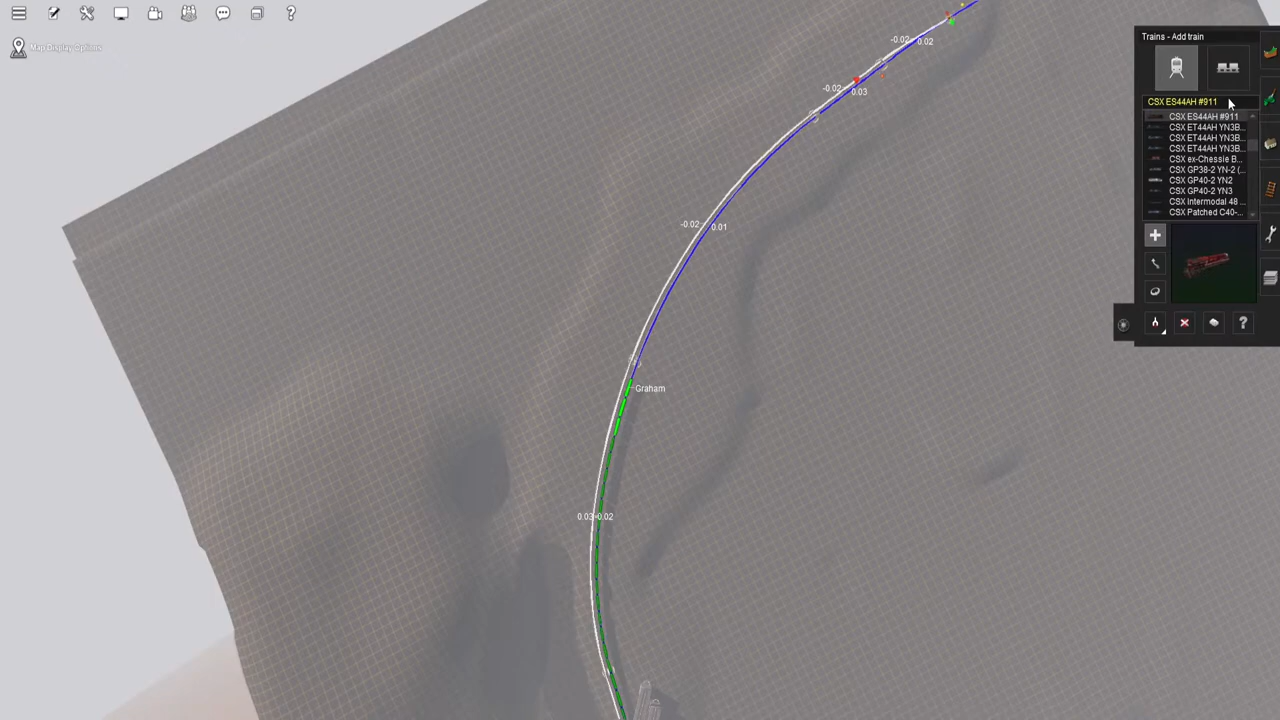 Map Display Options
-0.02 0.02
-0.02 0.03
-0.02 0.01
Graham
0.03 -0.02
Trains - Add train
CSX ES44AH #911
CSX ES44AH #911
CSX ET44AH YN3B...
CSX ET44AH YN3B...
CSX ET44AH YN3B...
CSX ex-Chessie B...
CSX GP38-2 YN-2 (...
CSX GP40-2 YN2
CSX GP40-2 YN3
CSX Intermodal 48 ...
CSX Patched C40-...